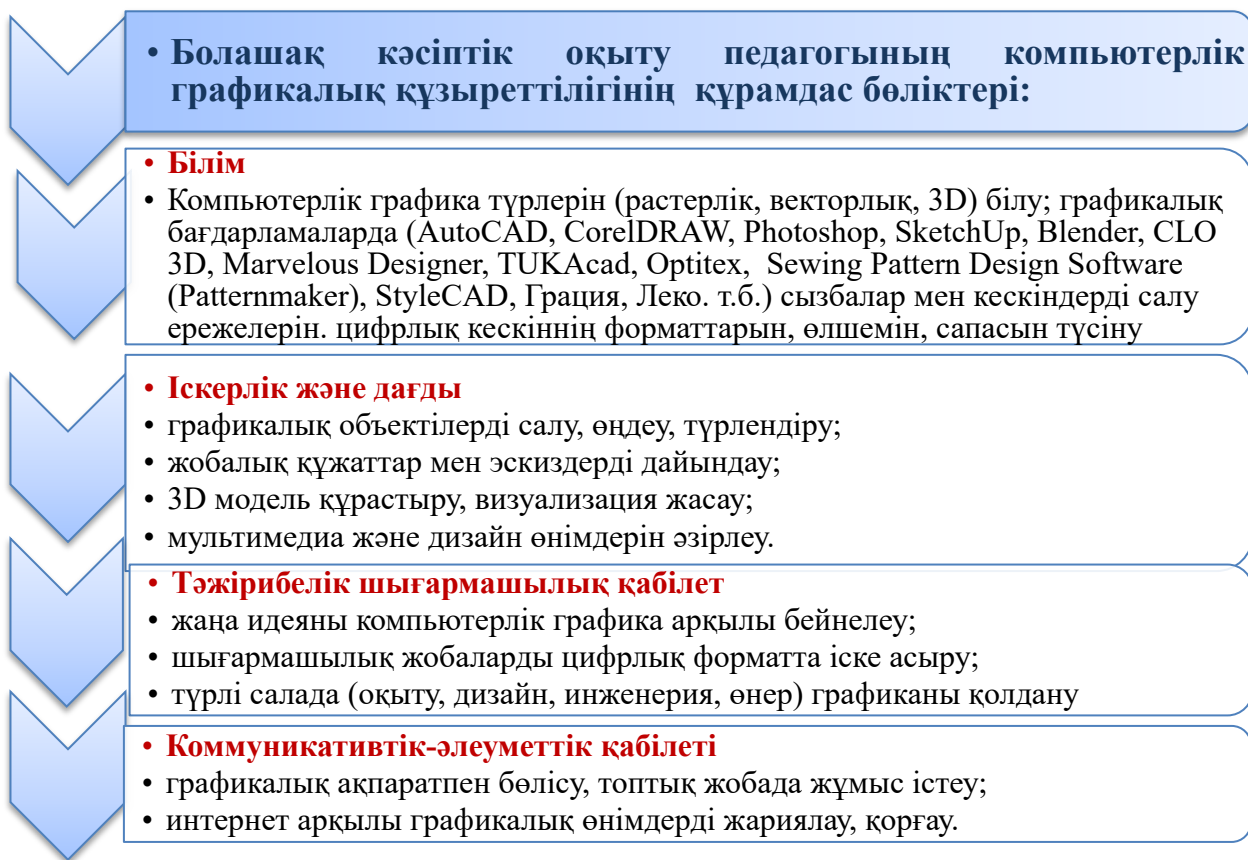 • Болашақ кәсіптік оқыту педагогының компьютерлік
графикалық құзыреттілігінің құрамдас бөліктері:
• Білім
• Компьютерлік графика түрлерін (растерлік, векторлық, 3D) білу; графикалық
бағдарламаларда (AutoCAD, CorelDRAW, Photoshop, SketchUp, Blender, CLO
3D, Marvelous Designer, TUKAcad, Optitex, Sewing Pattern Design Software
(Patternmaker), StyleCAD, Грация, Леко. т.б.) сызбалар мен кескіндерді салу
ережелерін. цифрлық кескіннің форматтарын, өлшемін, сапасын түсіну
• Іскерлік және дағды
• графикалық объектілерді салу, өңдеу, түрлендіру;
• жобалық құжаттар мен эскиздерді дайындау;
• 3D модель құрастыру, визуализация жасау;
• мультимедиа және дизайн өнімдерін әзірлеу.
• Тәжірибелік шығармашылық қабілет
• жаңа идеяны компьютерлік графика арқылы бейнелеу;
• шығармашылық жобаларды цифрлық форматта іске асыру;
• түрлі салада (оқыту, дизайн, инженерия, өнер) графиканы қолдану
• Коммуникативтік-әлеуметтік қабілеті
• графикалық ақпаратпен бөлісу, топтық жобада жұмыс істеу;
• интернет арқылы графикалық өнімдерді жариялау, қорғау.